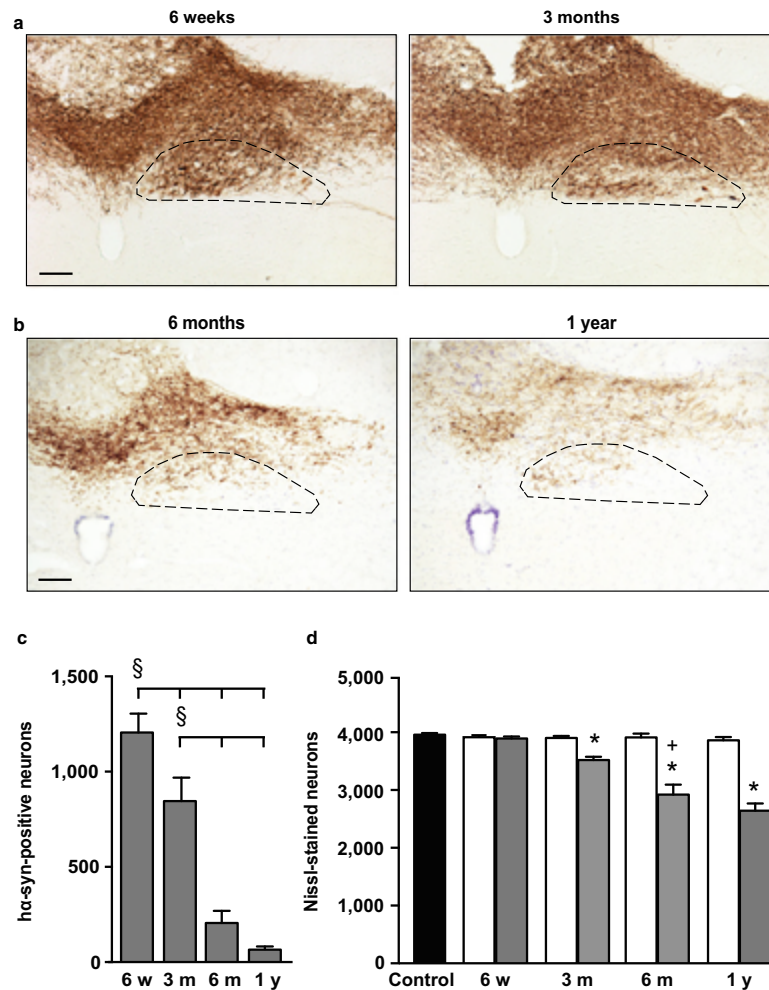 a
6 weeks
3 months
b
6 months
1 year
c
hα-syn-positive neurons
1,500
1,000
500
0
§
§
6 w 3 m 6 m 1 y
d
Nissl-stained neurons
5,000
4,000
3,000
2,000
1,000
0
*
+
*
*
Control 6 w 3 m 6 m 1 y